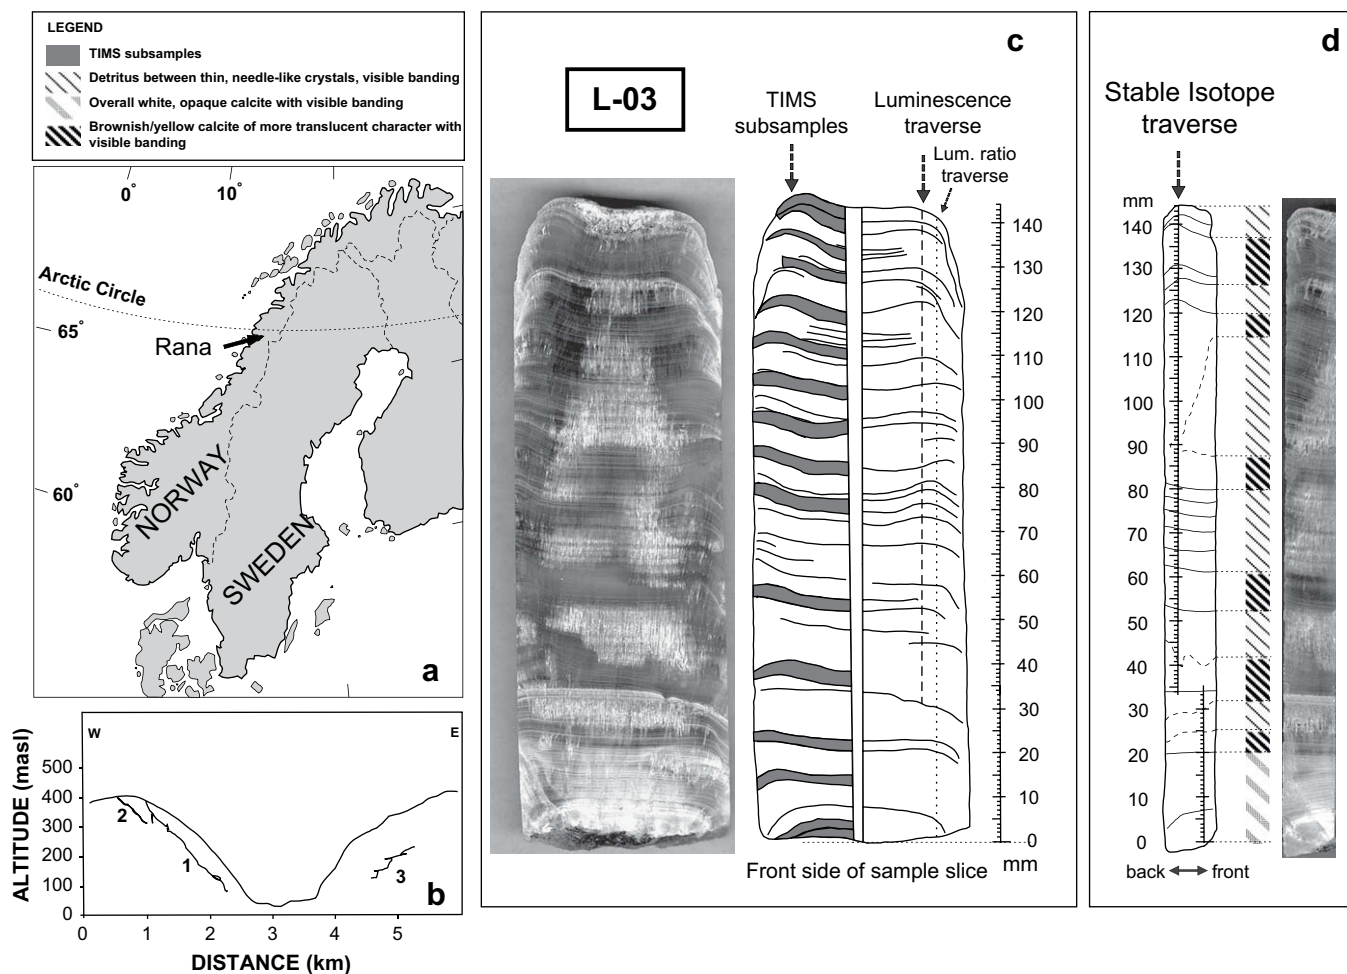 LEGEND
TIMS subsamples
Detritus between thin, needle-like crystals, visible banding
Overall white, opaque calcite with visible banding
Brownish/yellow calcite of more translucent character with
visible banding
0°
10°
Arctic Circle
65°
Rana
60°
NORWAY
SWEDEN
a
W
E
ALTITUDE (masl)
500
400
300
200
100
0
2
1
3
b
0
1
2
3
4
5
DISTANCE (km)
c
L-03
TIMS
subsamples
Luminescence
traverse
Lum. ratio
traverse
140
130
120
110
100
90
80
70
60
50
40
30
20
10
0
mm
Front side of sample slice
d
Stable Isotope
traverse
mm
140
130
120
110
100
90
80
70
60
50
40
30
20
10
0
back
front